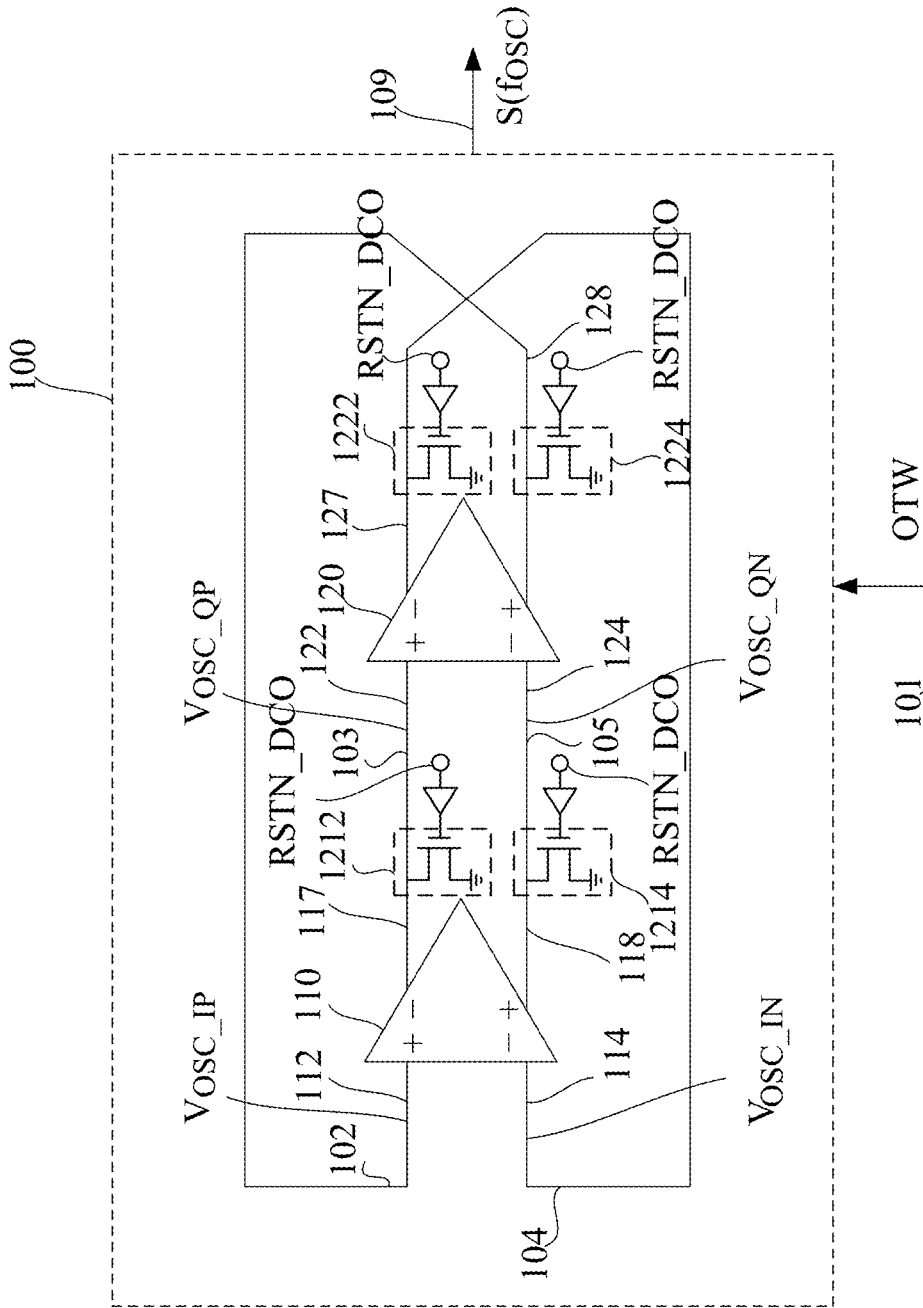 100
109
S(fOSC)
VOSC_IP
VOSC_QP
102
112
110
117
1212
RSTN_DCO
103
122
120
127
1222
RSTN_DCO
+
−
+
−
−
+
−
+
104
114
118
1214
RSTN_DCO
105
124
1224
128
RSTN_DCO
VOSC_IN
VOSC_QN
101
OTW